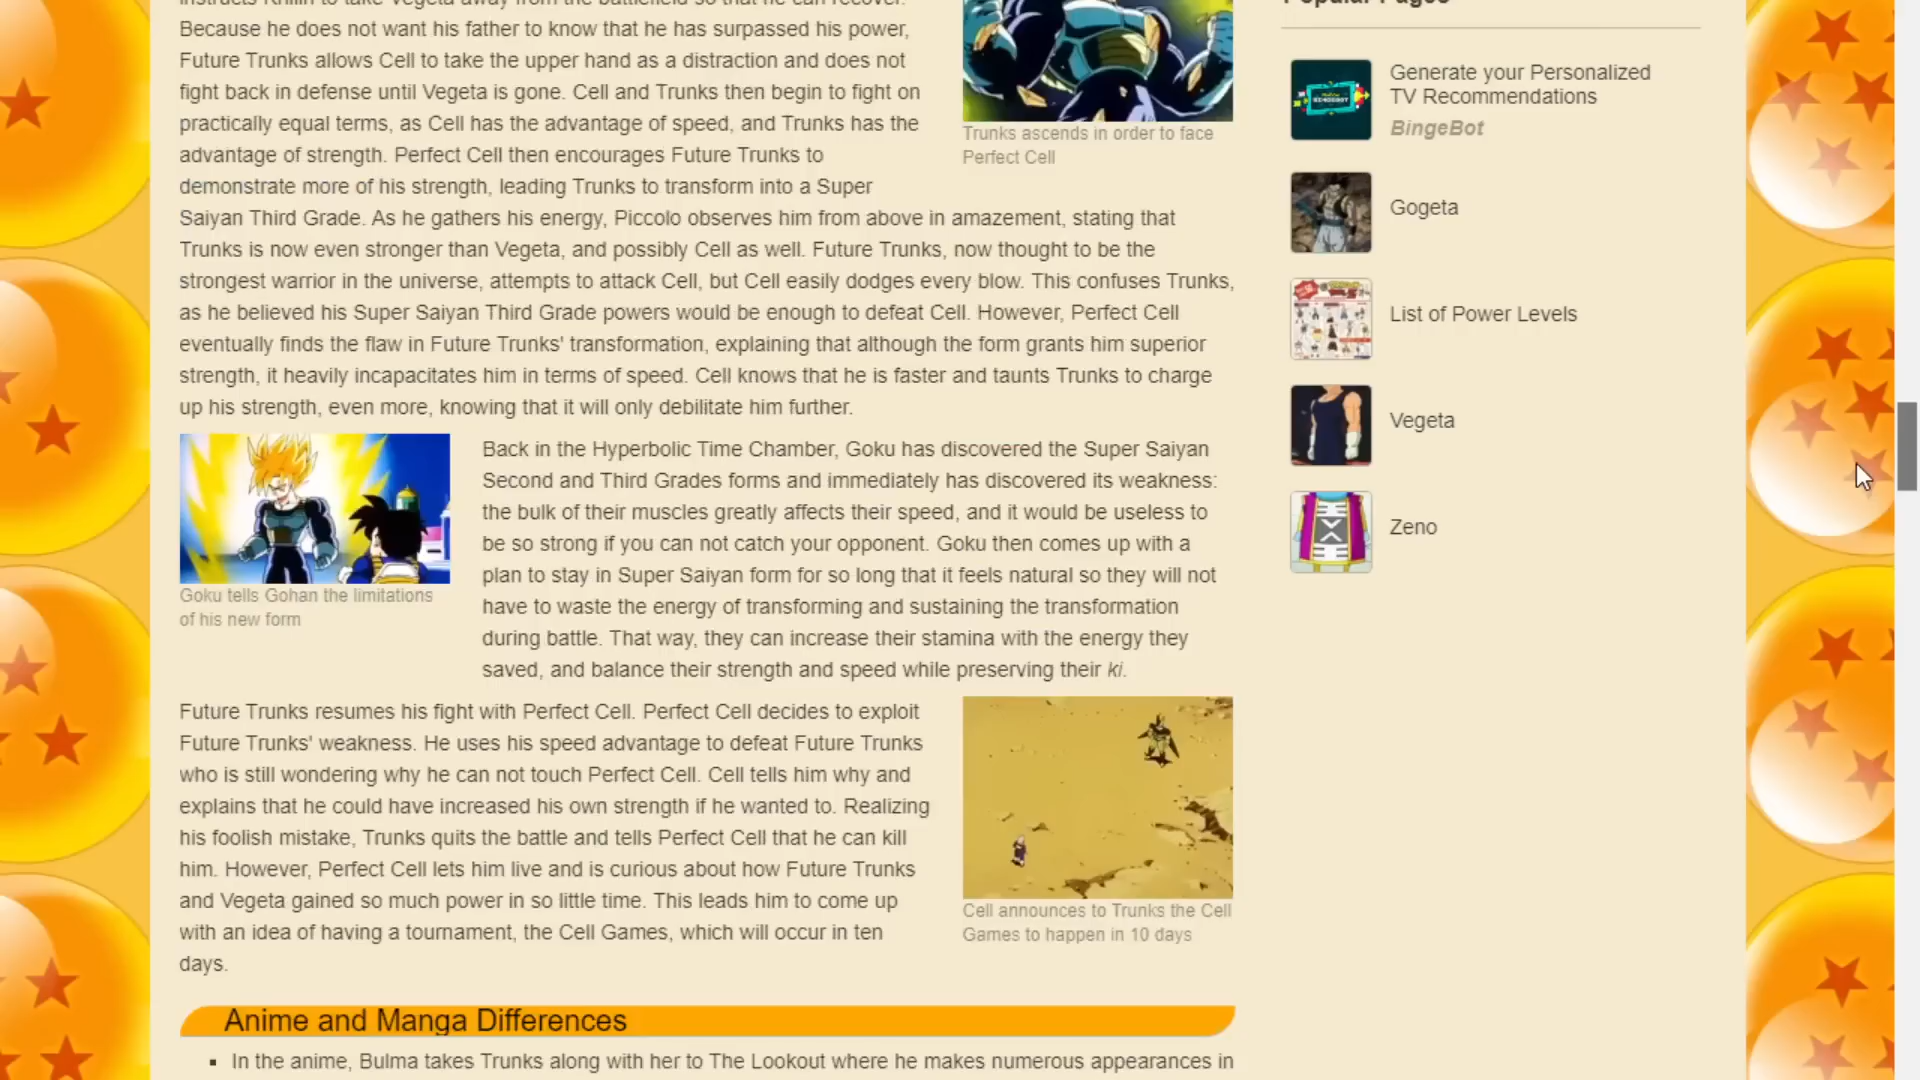 instructs Krillin to take Vegeta away from the battlefield so that he can recover.
Because he does not want his father to know that he has surpassed his power,
Future Trunks allows Cell to take the upper hand as a distraction and does not
fight back in defense until Vegeta is gone. Cell and Trunks then begin to fight on
practically equal terms, as Cell has the advantage of speed, and Trunks has the
advantage of strength. Perfect Cell then encourages Future Trunks to
demonstrate more of his strength, leading Trunks to transform into a Super
Saiyan Third Grade. As he gathers his energy, Piccolo observes him from above in amazement, stating that
Trunks is now even stronger than Vegeta, and possibly Cell as well. Future Trunks, now thought to be the
strongest warrior in the universe, attempts to attack Cell, but Cell easily dodges every blow. This confuses Trunks,
as he believed his Super Saiyan Third Grade powers would be enough to defeat Cell. However, Perfect Cell
eventually finds the flaw in Future Trunks' transformation, explaining that although the form grants him superior
strength, it heavily incapacitates him in terms of speed. Cell knows that he is faster and taunts Trunks to charge
up his strength, even more, knowing that it will only debilitate him further.
Trunks ascends in order to face
Perfect Cell
Goku tells Gohan the limitations
of his new form
Back in the Hyperbolic Time Chamber, Goku has discovered the Super Saiyan
Second and Third Grades forms and immediately has discovered its weakness:
the bulk of their muscles greatly affects their speed, and it would be useless to
be so strong if you can not catch your opponent. Goku then comes up with a
plan to stay in Super Saiyan form for so long that it feels natural so they will not
have to waste the energy of transforming and sustaining the transformation
during battle. That way, they can increase their stamina with the energy they
saved, and balance their strength and speed while preserving their ki.
Future Trunks resumes his fight with Perfect Cell. Perfect Cell decides to exploit
Future Trunks' weakness. He uses his speed advantage to defeat Future Trunks
who is still wondering why he can not touch Perfect Cell. Cell tells him why and
explains that he could have increased his own strength if he wanted to. Realizing
his foolish mistake, Trunks quits the battle and tells Perfect Cell that he can kill
him. However, Perfect Cell lets him live and is curious about how Future Trunks
and Vegeta gained so much power in so little time. This leads him to come up
with an idea of having a tournament, the Cell Games, which will occur in ten
days.
Cell announces to Trunks the Cell
Games to happen in 10 days
Anime and Manga Differences
▪ In the anime, Bulma takes Trunks along with her to The Lookout where he makes numerous appearances in
Popular Pages
Generate your Personalized
TV Recommendations
BingeBot
Gogeta
List of Power Levels
Vegeta
Zeno